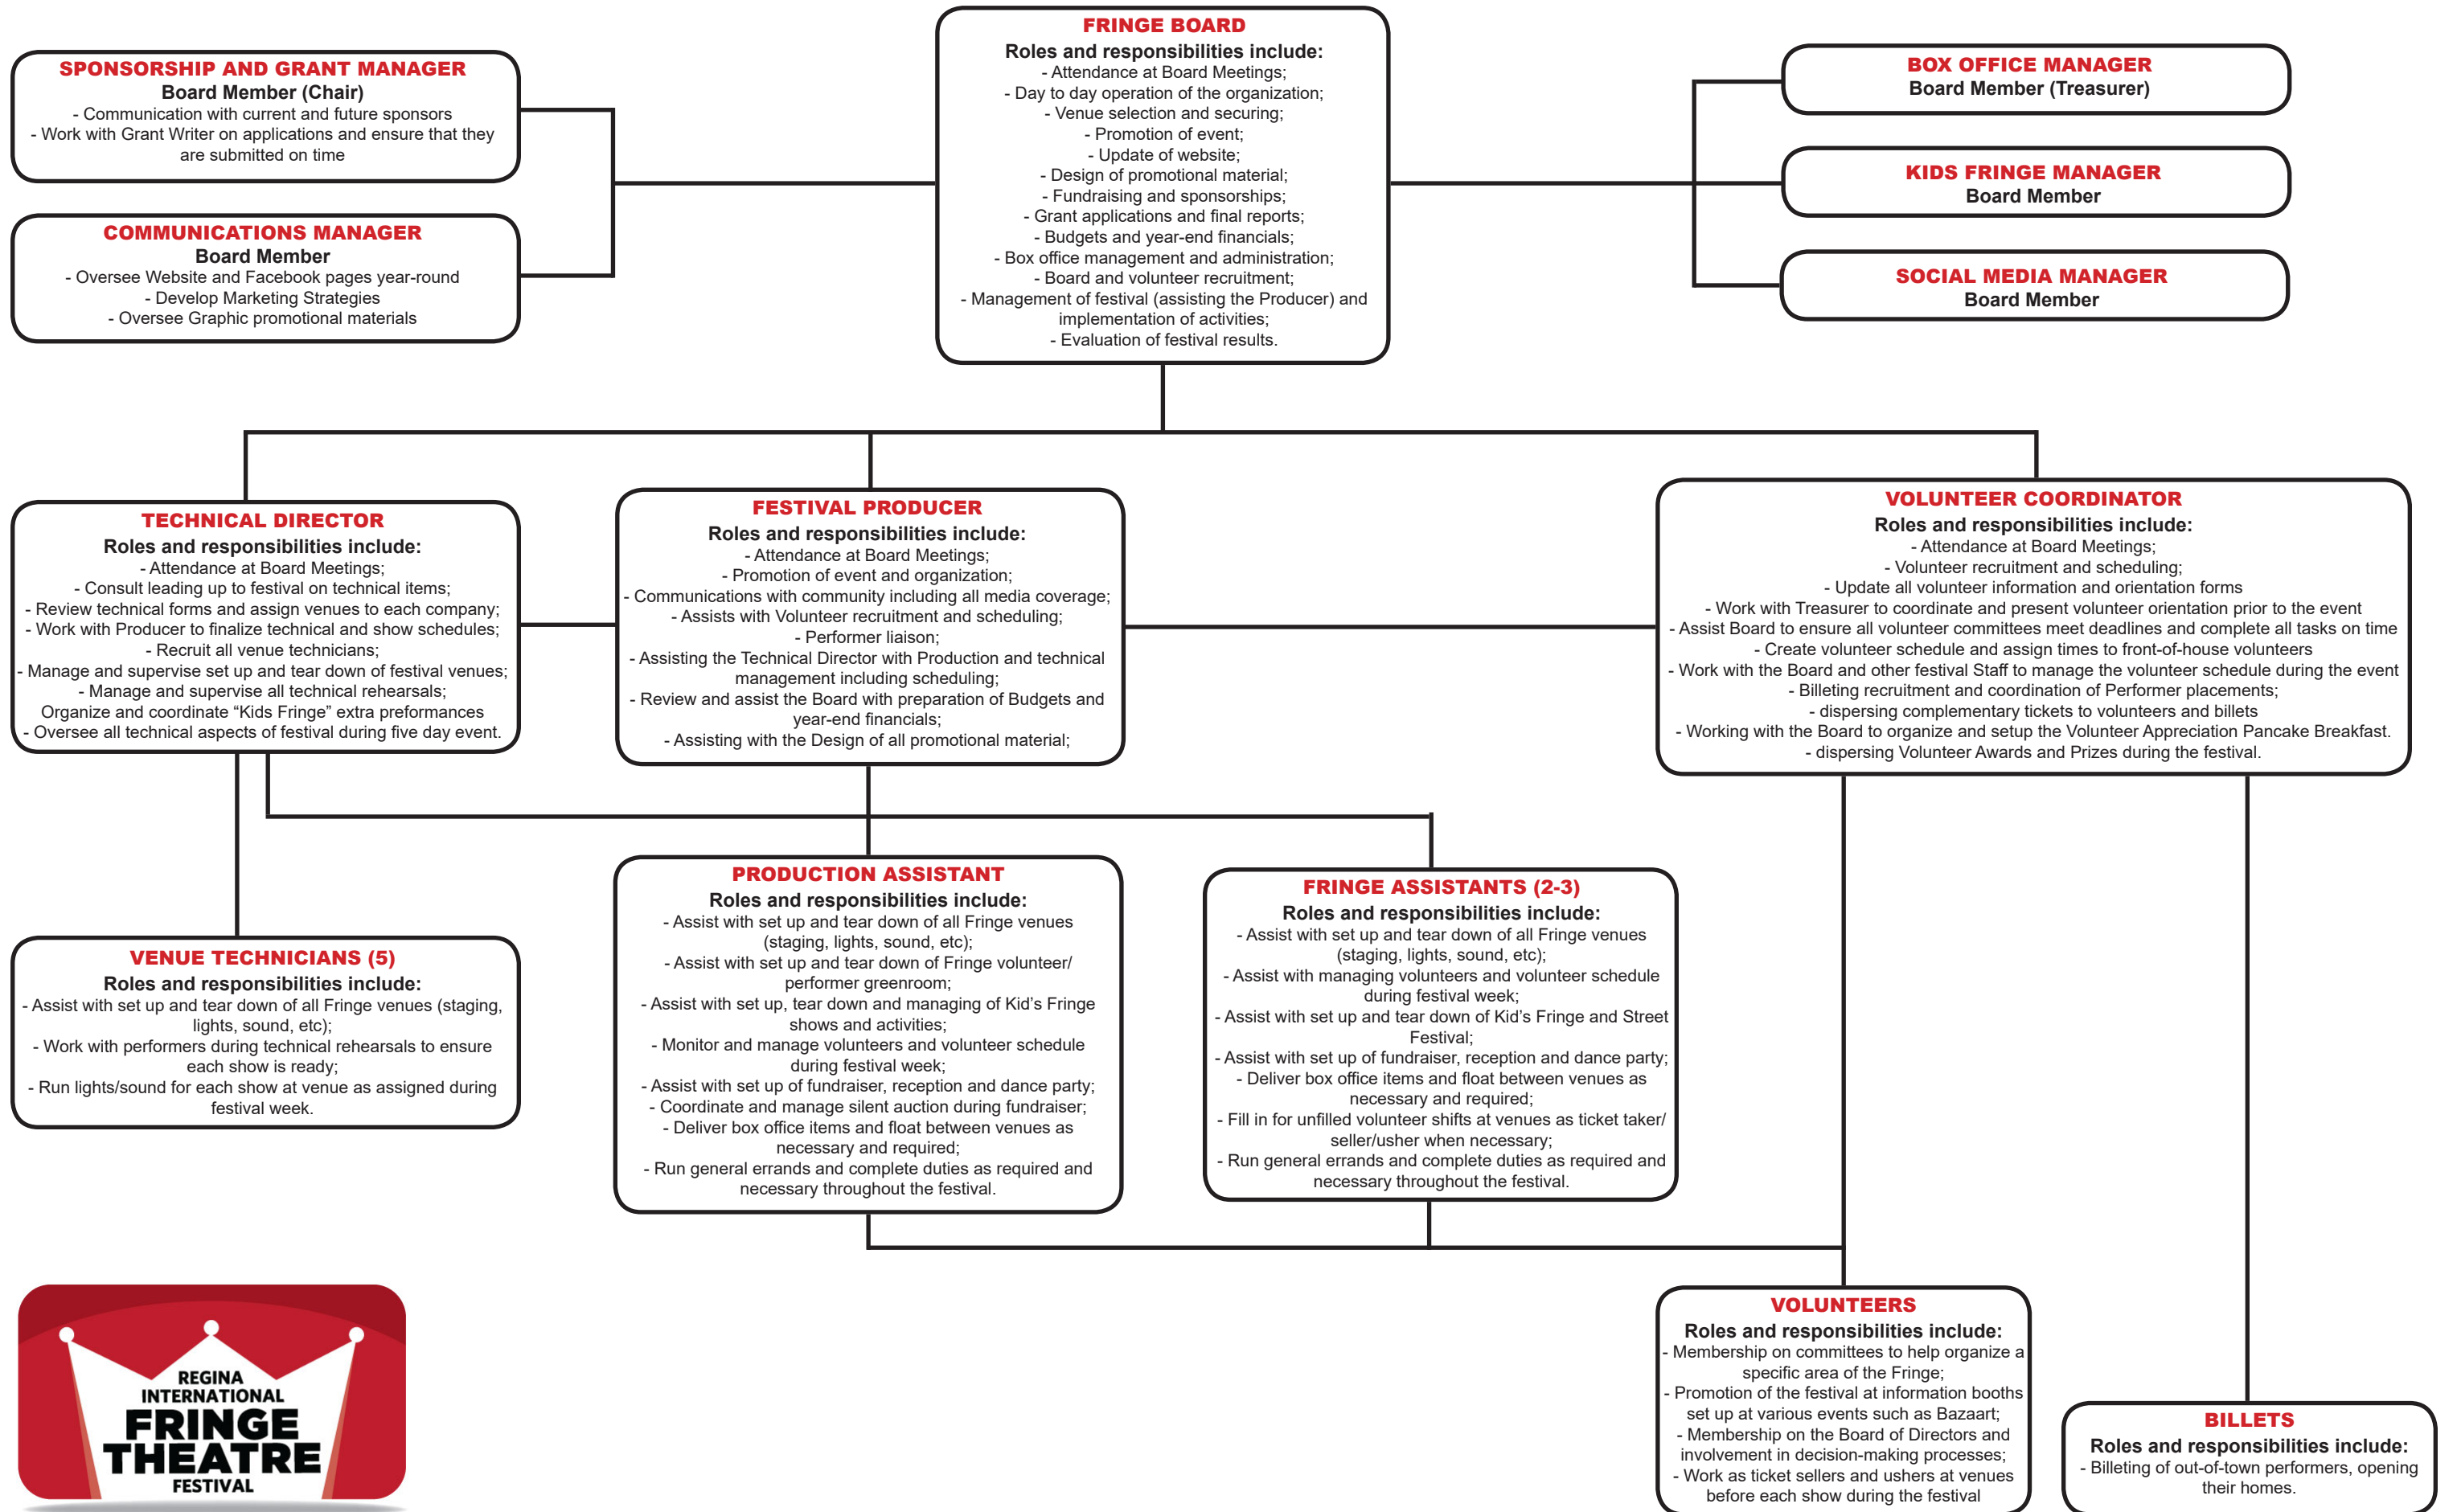 FRINGE BOARD
Roles and responsibilities include:
- Attendance at Board Meetings;
- Day to day operation of the organization;
- Venue selection and securing;
- Promotion of event;
- Update of website;
- Design of promotional material;
- Fundraising and sponsorships;
- Grant applications and final reports;
- Budgets and year-end financials;
- Box office management and administration;
- Board and volunteer recruitment;
- Management of festival (assisting the Producer) and
implementation of activities;
- Evaluation of festival results.
SPONSORSHIP AND GRANT MANAGER
Board Member (Chair)
- Communication with current and future sponsors
- Work with Grant Writer on applications and ensure that they
are submitted on time
COMMUNICATIONS MANAGER
Board Member
- Oversee Website and Facebook pages year-round
- Develop Marketing Strategies
- Oversee Graphic promotional materials
BOX OFFICE MANAGER
Board Member (Treasurer)
KIDS FRINGE MANAGER
Board Member
SOCIAL MEDIA MANAGER
Board Member
TECHNICAL DIRECTOR
Roles and responsibilities include:
- Attendance at Board Meetings;
- Consult leading up to festival on technical items;
- Review technical forms and assign venues to each company;
- Work with Producer to finalize technical and show schedules;
- Recruit all venue technicians;
- Manage and supervise set up and tear down of festival venues;
- Manage and supervise all technical rehearsals;
Organize and coordinate “Kids Fringe” extra preformances
- Oversee all technical aspects of festival during five day event.
FESTIVAL PRODUCER
Roles and responsibilities include:
- Attendance at Board Meetings;
- Promotion of event and organization;
- Communications with community including all media coverage;
- Assists with Volunteer recruitment and scheduling;
- Performer liaison;
- Assisting the Technical Director with Production and technical
management including scheduling;
- Review and assist the Board with preparation of Budgets and
year-end financials;
- Assisting with the Design of all promotional material;
VOLUNTEER COORDINATOR
Roles and responsibilities include:
- Attendance at Board Meetings;
- Volunteer recruitment and scheduling;
- Update all volunteer information and orientation forms
- Work with Treasurer to coordinate and present volunteer orientation prior to the event
- Assist Board to ensure all volunteer committees meet deadlines and complete all tasks on time
- Create volunteer schedule and assign times to front-of-house volunteers
- Work with the Board and other festival Staff to manage the volunteer schedule during the event
- Billeting recruitment and coordination of Performer placements;
- dispersing complementary tickets to volunteers and billets
- Working with the Board to organize and setup the Volunteer Appreciation Pancake Breakfast.
- dispersing Volunteer Awards and Prizes during the festival.
VENUE TECHNICIANS (5)
Roles and responsibilities include:
- Assist with set up and tear down of all Fringe venues (staging,
lights, sound, etc);
- Work with performers during technical rehearsals to ensure
each show is ready;
- Run lights/sound for each show at venue as assigned during
festival week.
PRODUCTION ASSISTANT
Roles and responsibilities include:
- Assist with set up and tear down of all Fringe venues
(staging, lights, sound, etc);
- Assist with set up and tear down of Fringe volunteer/
performer greenroom;
- Assist with set up, tear down and managing of Kid’s Fringe
shows and activities;
- Monitor and manage volunteers and volunteer schedule
during festival week;
- Assist with set up of fundraiser, reception and dance party;
- Coordinate and manage silent auction during fundraiser;
- Deliver box office items and float between venues as
necessary and required;
- Run general errands and complete duties as required and
necessary throughout the festival.
FRINGE ASSISTANTS (2-3)
Roles and responsibilities include:
- Assist with set up and tear down of all Fringe venues
(staging, lights, sound, etc);
- Assist with managing volunteers and volunteer schedule
during festival week;
- Assist with set up and tear down of Kid’s Fringe and Street
Festival;
- Assist with set up of fundraiser, reception and dance party;
- Deliver box office items and float between venues as
necessary and required;
- Fill in for unfilled volunteer shifts at venues as ticket taker/
seller/usher when necessary;
- Run general errands and complete duties as required and
necessary throughout the festival.
VOLUNTEERS
Roles and responsibilities include:
- Membership on committees to help organize a
specific area of the Fringe;
- Promotion of the festival at information booths
set up at various events such as Bazaart;
- Membership on the Board of Directors and
involvement in decision-making processes;
- Work as ticket sellers and ushers at venues
before each show during the festival
BILLETS
Roles and responsibilities include:
- Billeting of out-of-town performers, opening
their homes.
REGINA
INTERNATIONAL
FRINGE
THEATRE
FESTIVAL